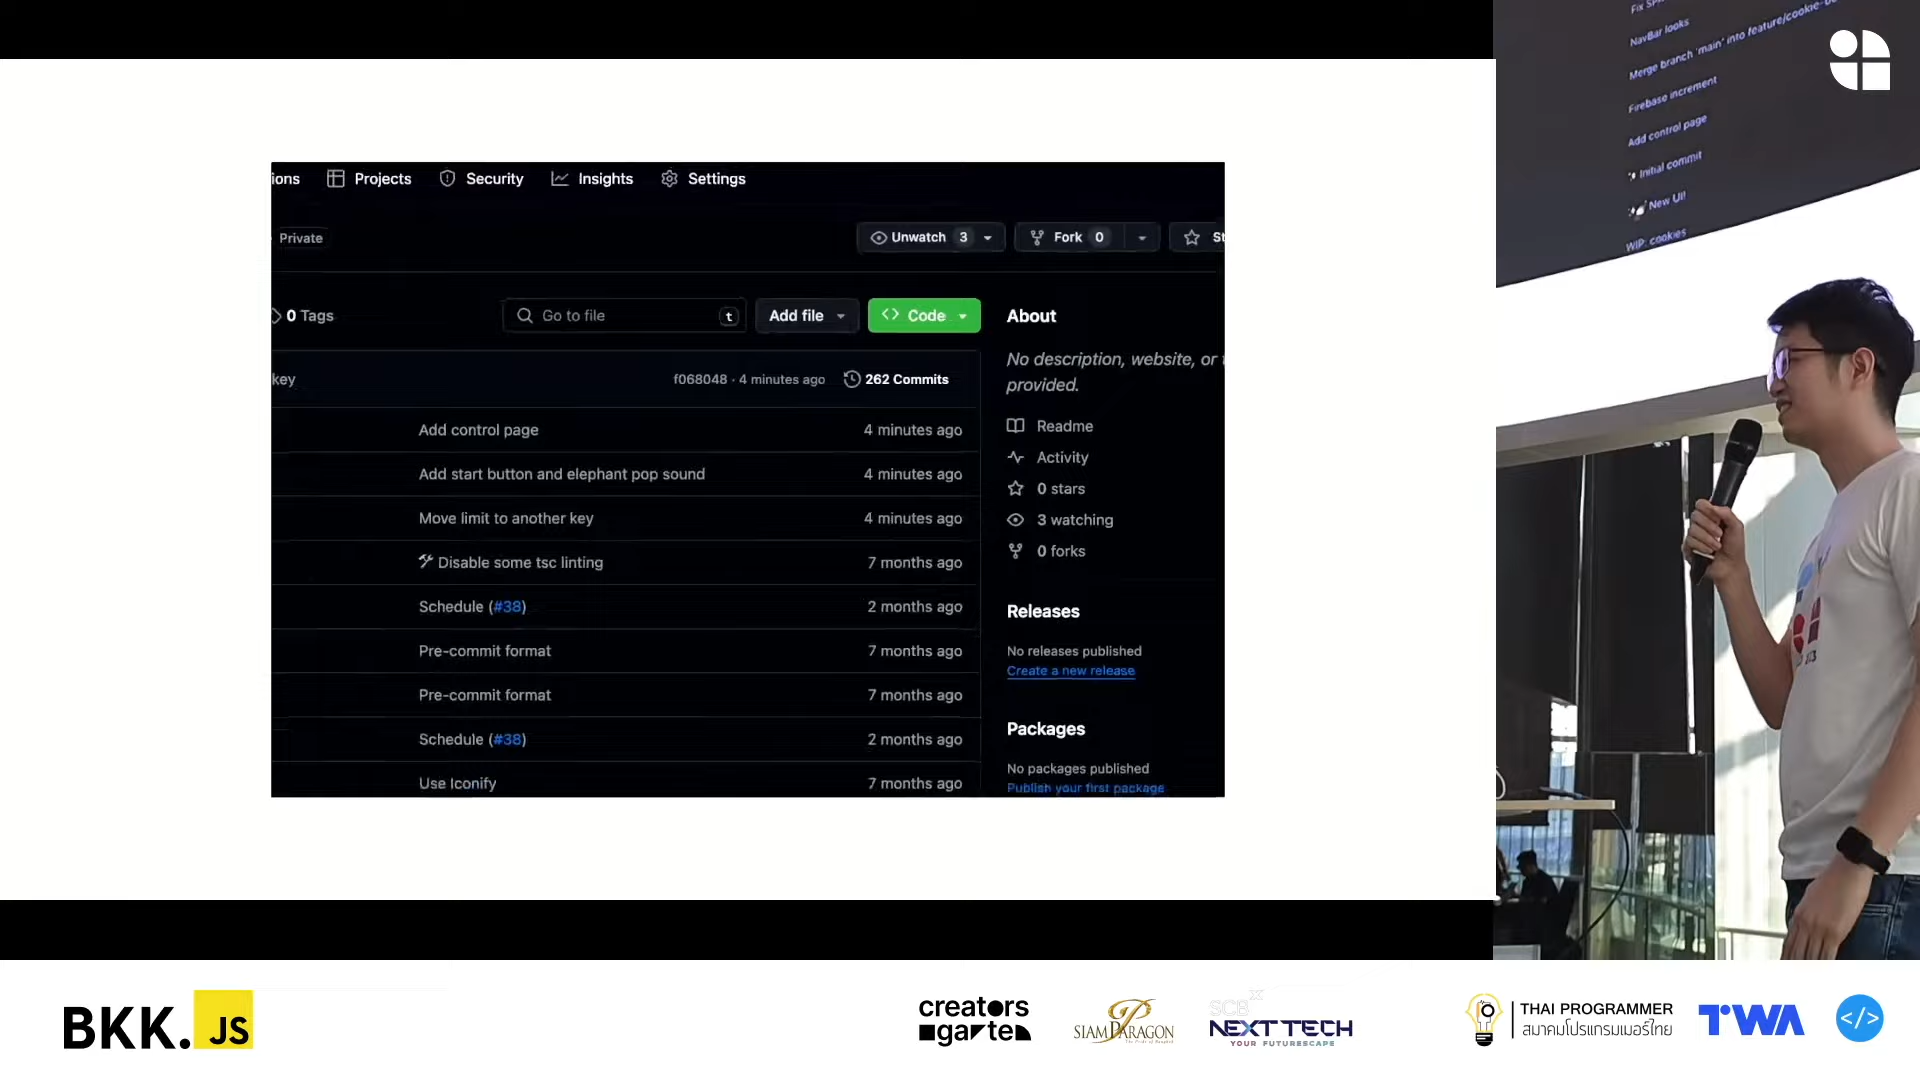 ions
Projects
Security
Insights
Settings
Private
Unwatch 3
Fork 0
0 Tags
Go to file
t
Add file
Code
About
No description, website, or
provided.
key
f068048 · 4 minutes ago
262 Commits
Add control page
4 minutes ago
Add start button and elephant pop sound
4 minutes ago
Move limit to another key
4 minutes ago
Disable some tsc linting
7 months ago
Schedule (#38)
2 months ago
Pre-commit format
7 months ago
Pre-commit format
7 months ago
Schedule (#38)
2 months ago
Use Iconify
7 months ago
Readme
Activity
0 stars
3 watching
0 forks
Releases
No releases published
Create a new release
Packages
No packages published
Publish your first package
NavBar looks
Merge branch 'main' into feature/cookie-
Firebase increment
Add control page
Initial commit
New UI!
WIP: cookies
BKK.JS
creators
garten
SIAM PARAGON
SCBX
NEXT TECH
YOUR FUTURESCAPE
THAI PROGRAMMER
สมาคมโปรแกรมเมอร์ไทย
TWA
</>